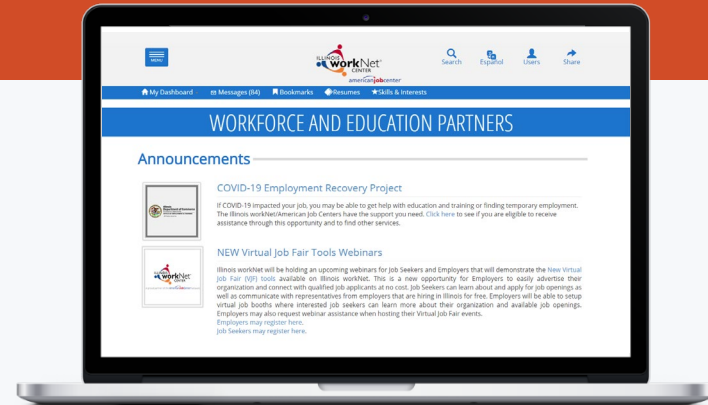 MENU
ILLINOIS
workNet®
CENTER
americanjobcenter
Search
Español
Users
Share
My Dashboard
Messages (84)
Bookmarks
Resumes
Skills & Interests
WORKFORCE AND EDUCATION PARTNERS
Announcements
COVID-19 Employment Recovery Project
If COVID-19 impacted your job, you may be able to get help with education and training or finding temporary employment.
The Illinois workNet/American Job Centers have the support you need. Click here to see if you are eligible to receive
assistance through this opportunity and to find other services.
NEW Virtual Job Fair Tools Webinars
Illinois workNet will be holding an upcoming webinars for Job Seekers and Employers that will demonstrate the New Virtual
Job Fair (VJF) tools available on Illinois workNet. This is a new opportunity for Employers to easily advertise their
organization and connect with qualified job applicants at no cost. Job Seekers can learn about and apply for job openings as
well as communicate with representatives from employers that are hiring in Illinois for free. Employers will be able to setup
virtual job booths where interested job seekers can learn more about their organization and available job openings.
Employers may also request webinar assistance when hosting their Virtual Job Fair events.
Employers may register here.
Job Seekers may register here.
workNet
CENTER